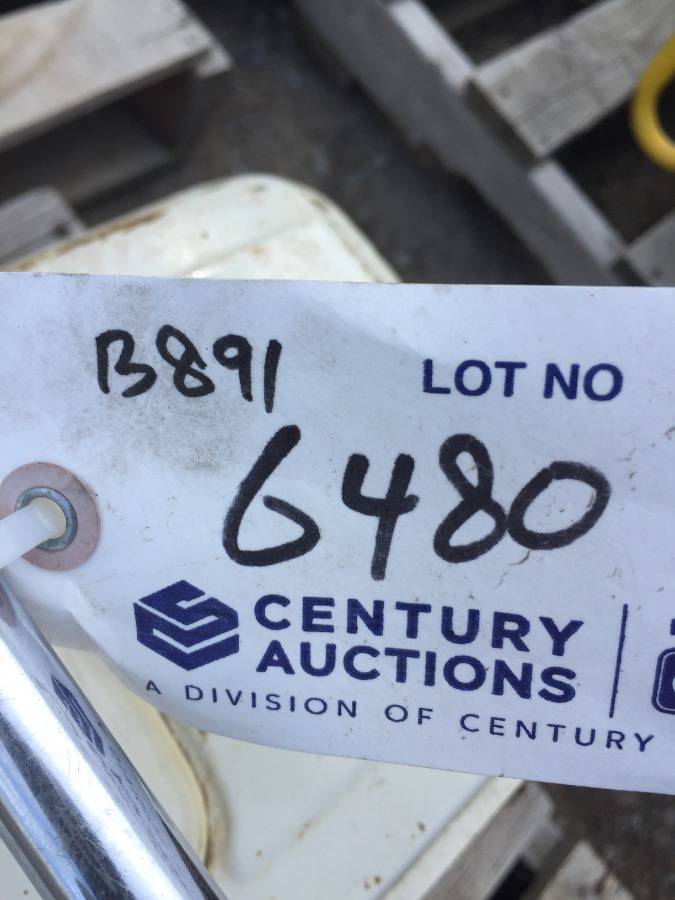 B891 LOT NO
6480
CENTURY
AUCTIONS
A DIVISION OF CENTURY